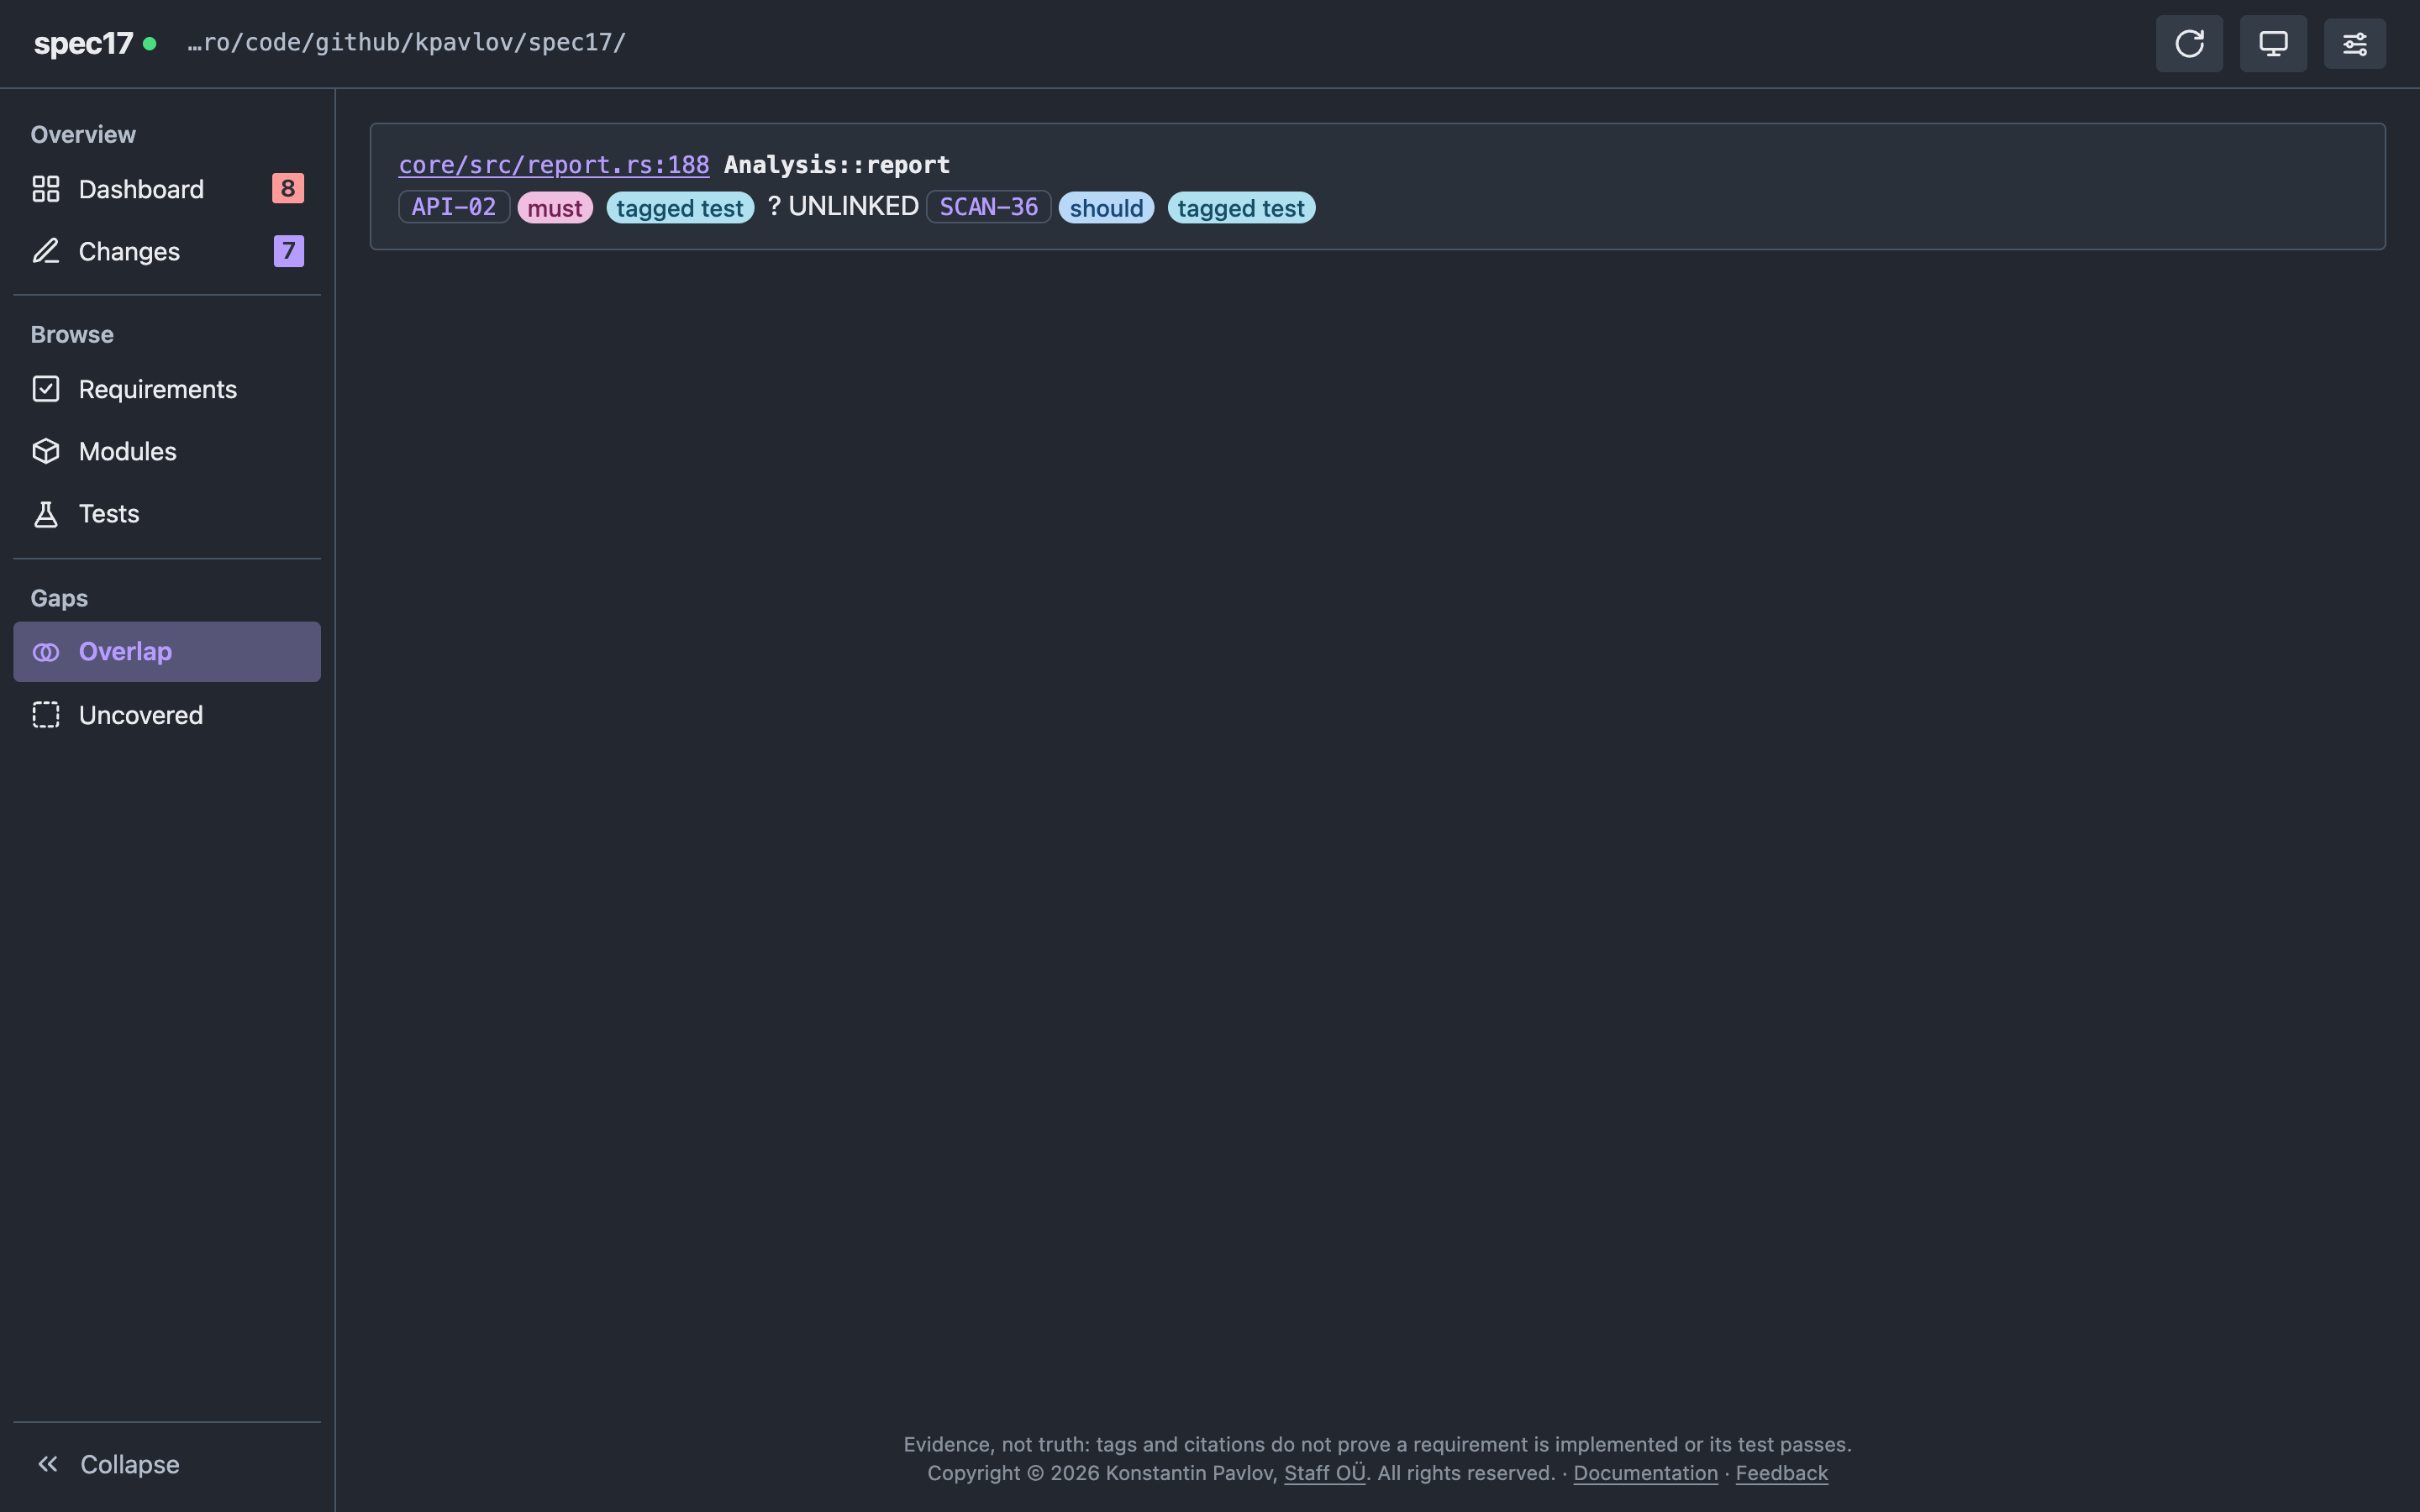 spec17 …ro/code/github/kpavlov/spec17/
Overview
Dashboard 8
Changes 7
Browse
Requirements
Modules
Tests
Gaps
Overlap
Uncovered
Collapse
core/src/report.rs:188 Analysis::report
API-02 must tagged test ? UNLINKED SCAN-36 should tagged test
Evidence, not truth: tags and citations do not prove a requirement is implemented or its test passes.
Copyright © 2026 Konstantin Pavlov, Staff OÜ. All rights reserved. · Documentation · Feedback